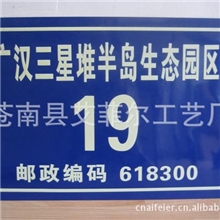 广汉三星堆半岛生态园区
苍南县艾菲尔工艺厂
19
邮政编码 618300
cnaifeier.com